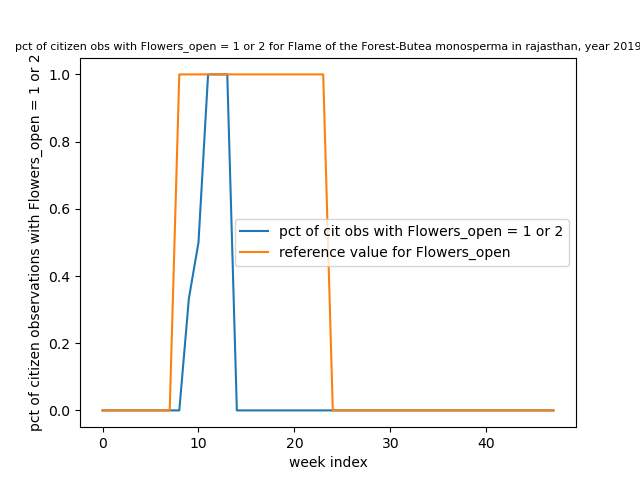 pct of citizen obs with Flowers_open = 1 or 2 for Flame of the Forest-Butea monosperma in rajasthan, year 2019
pct of citizen observations with Flowers_open = 1 or 2
1.0
0.8
0.6
0.4
0.2
0.0
pct of cit obs with Flowers_open = 1 or 2
reference value for Flowers_open
0 10 20 30 40
week index